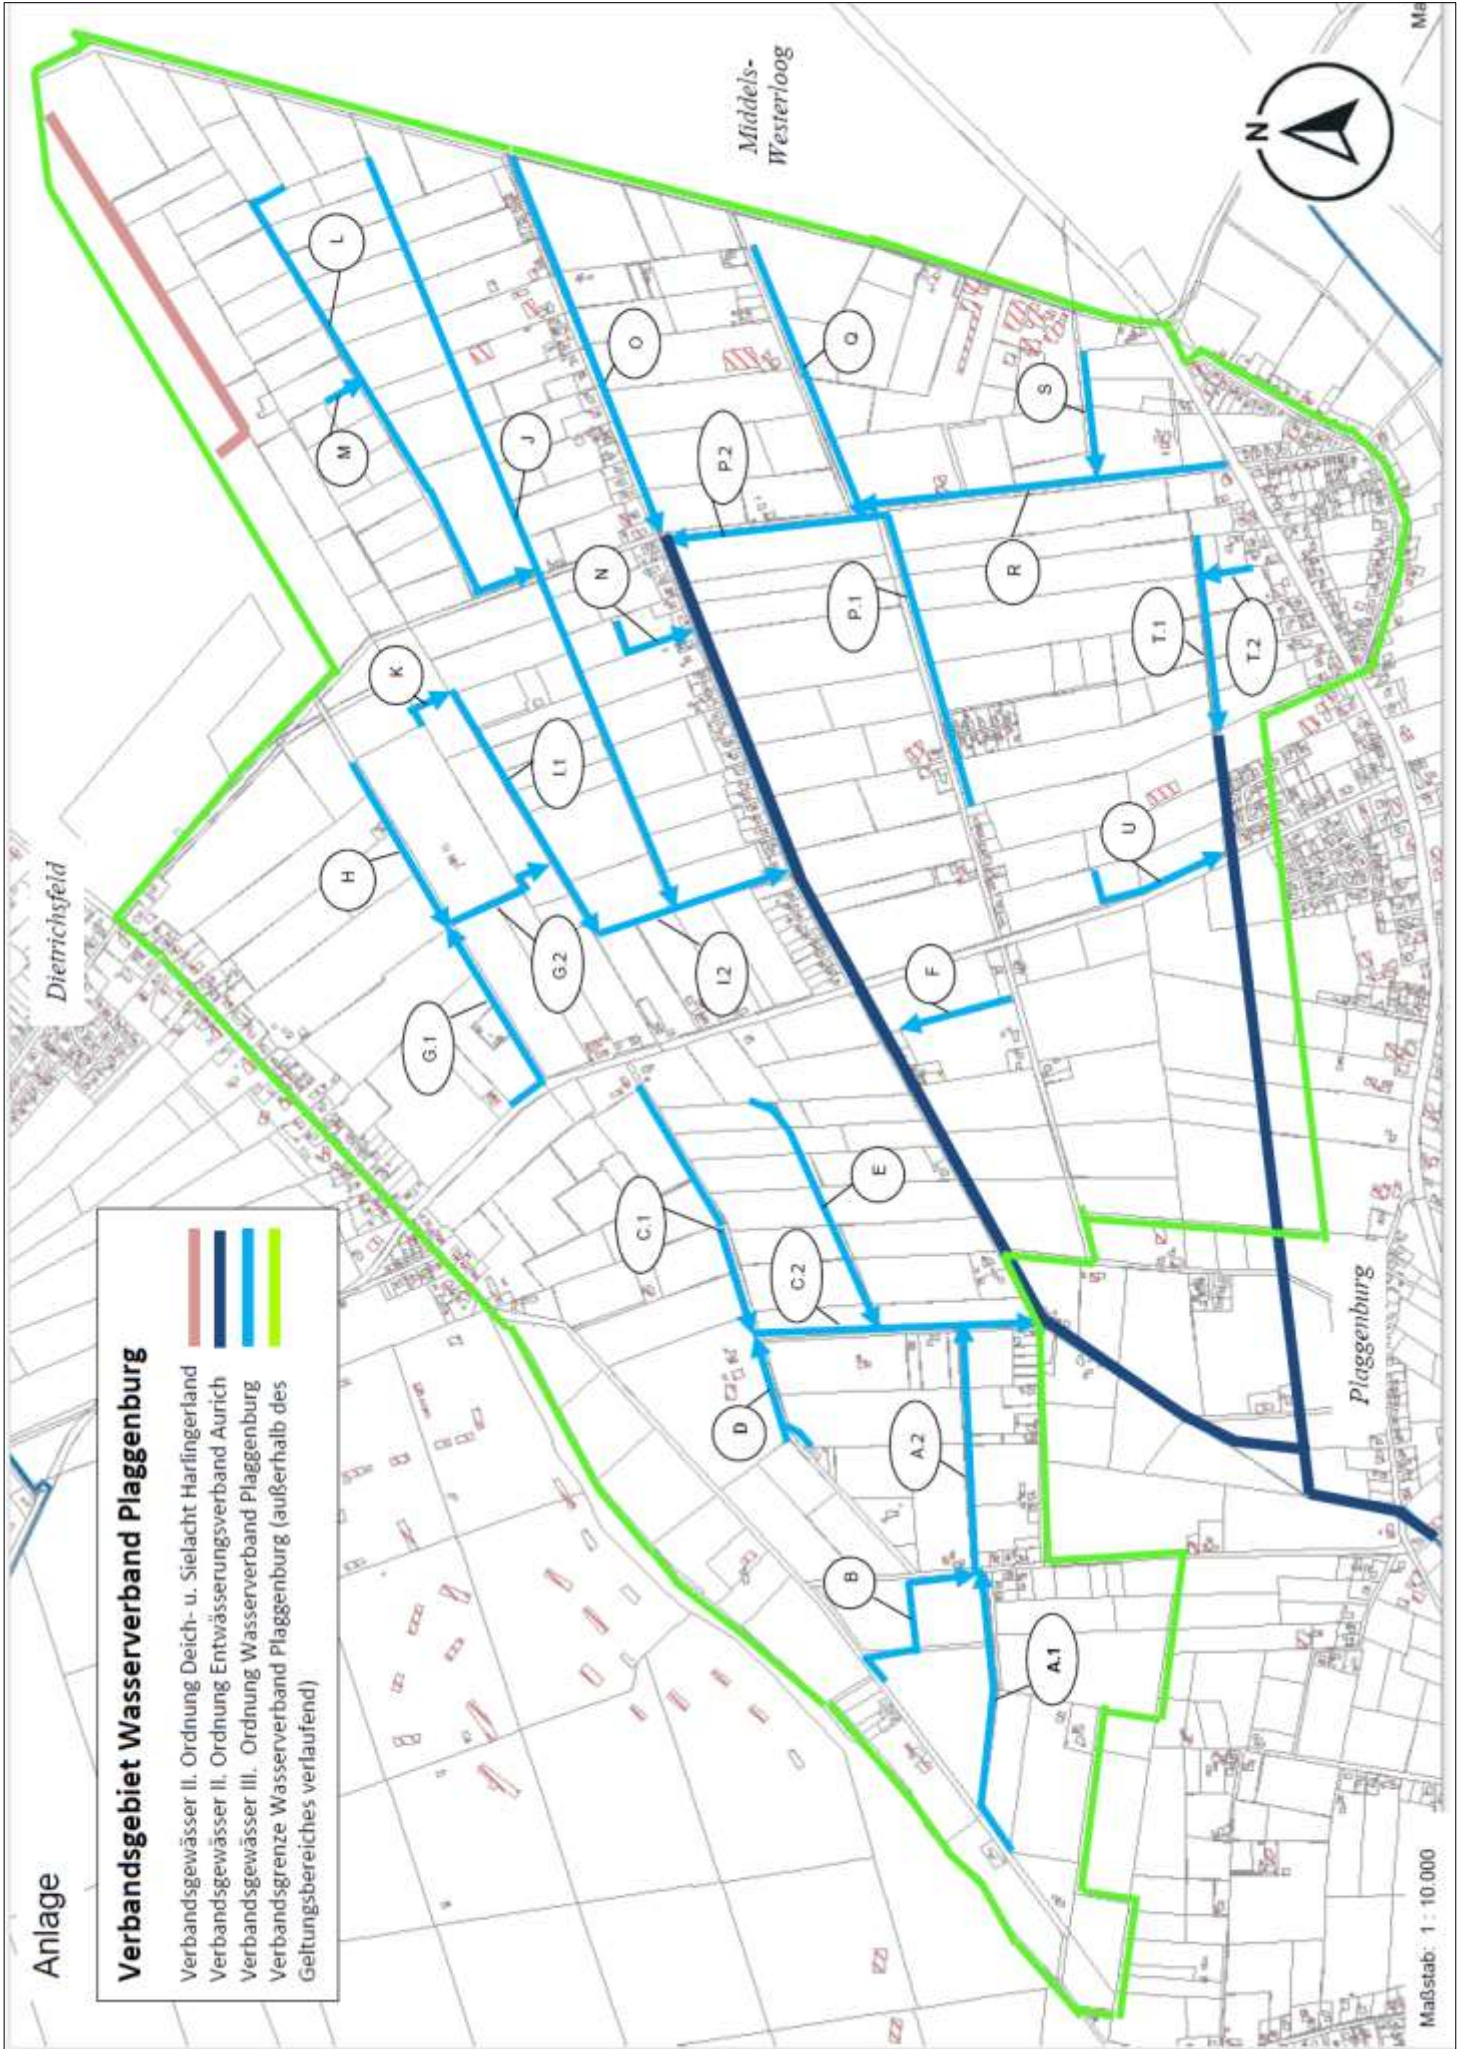 Anlage
Verbandsgebiet Wasserverband Plaggenburg
Verbandsgewässer II. Ordnung Deich- u. Sielacht Harlingerland
Verbandsgewässer II. Ordnung Entwässerungsverband Aurich
Verbandsgewässer III. Ordnung Wasserverband Plaggenburg
Verbandsgrenze Wasserverband Plaggenburg (außerhalb des
Geltungsbereiches verlaufend)
Dietrichsfeld
Middels-
Westerloog
Plaggenburg
N
L
M
J
O
Q
S
P.2
N
K
R
P.1
I.1
T.1
T.2
H
U
G.2
I.2
F
G.1
E
C.1
C.2
D
A.2
B
A.1
Maßstab: 1 : 10.000
Ma